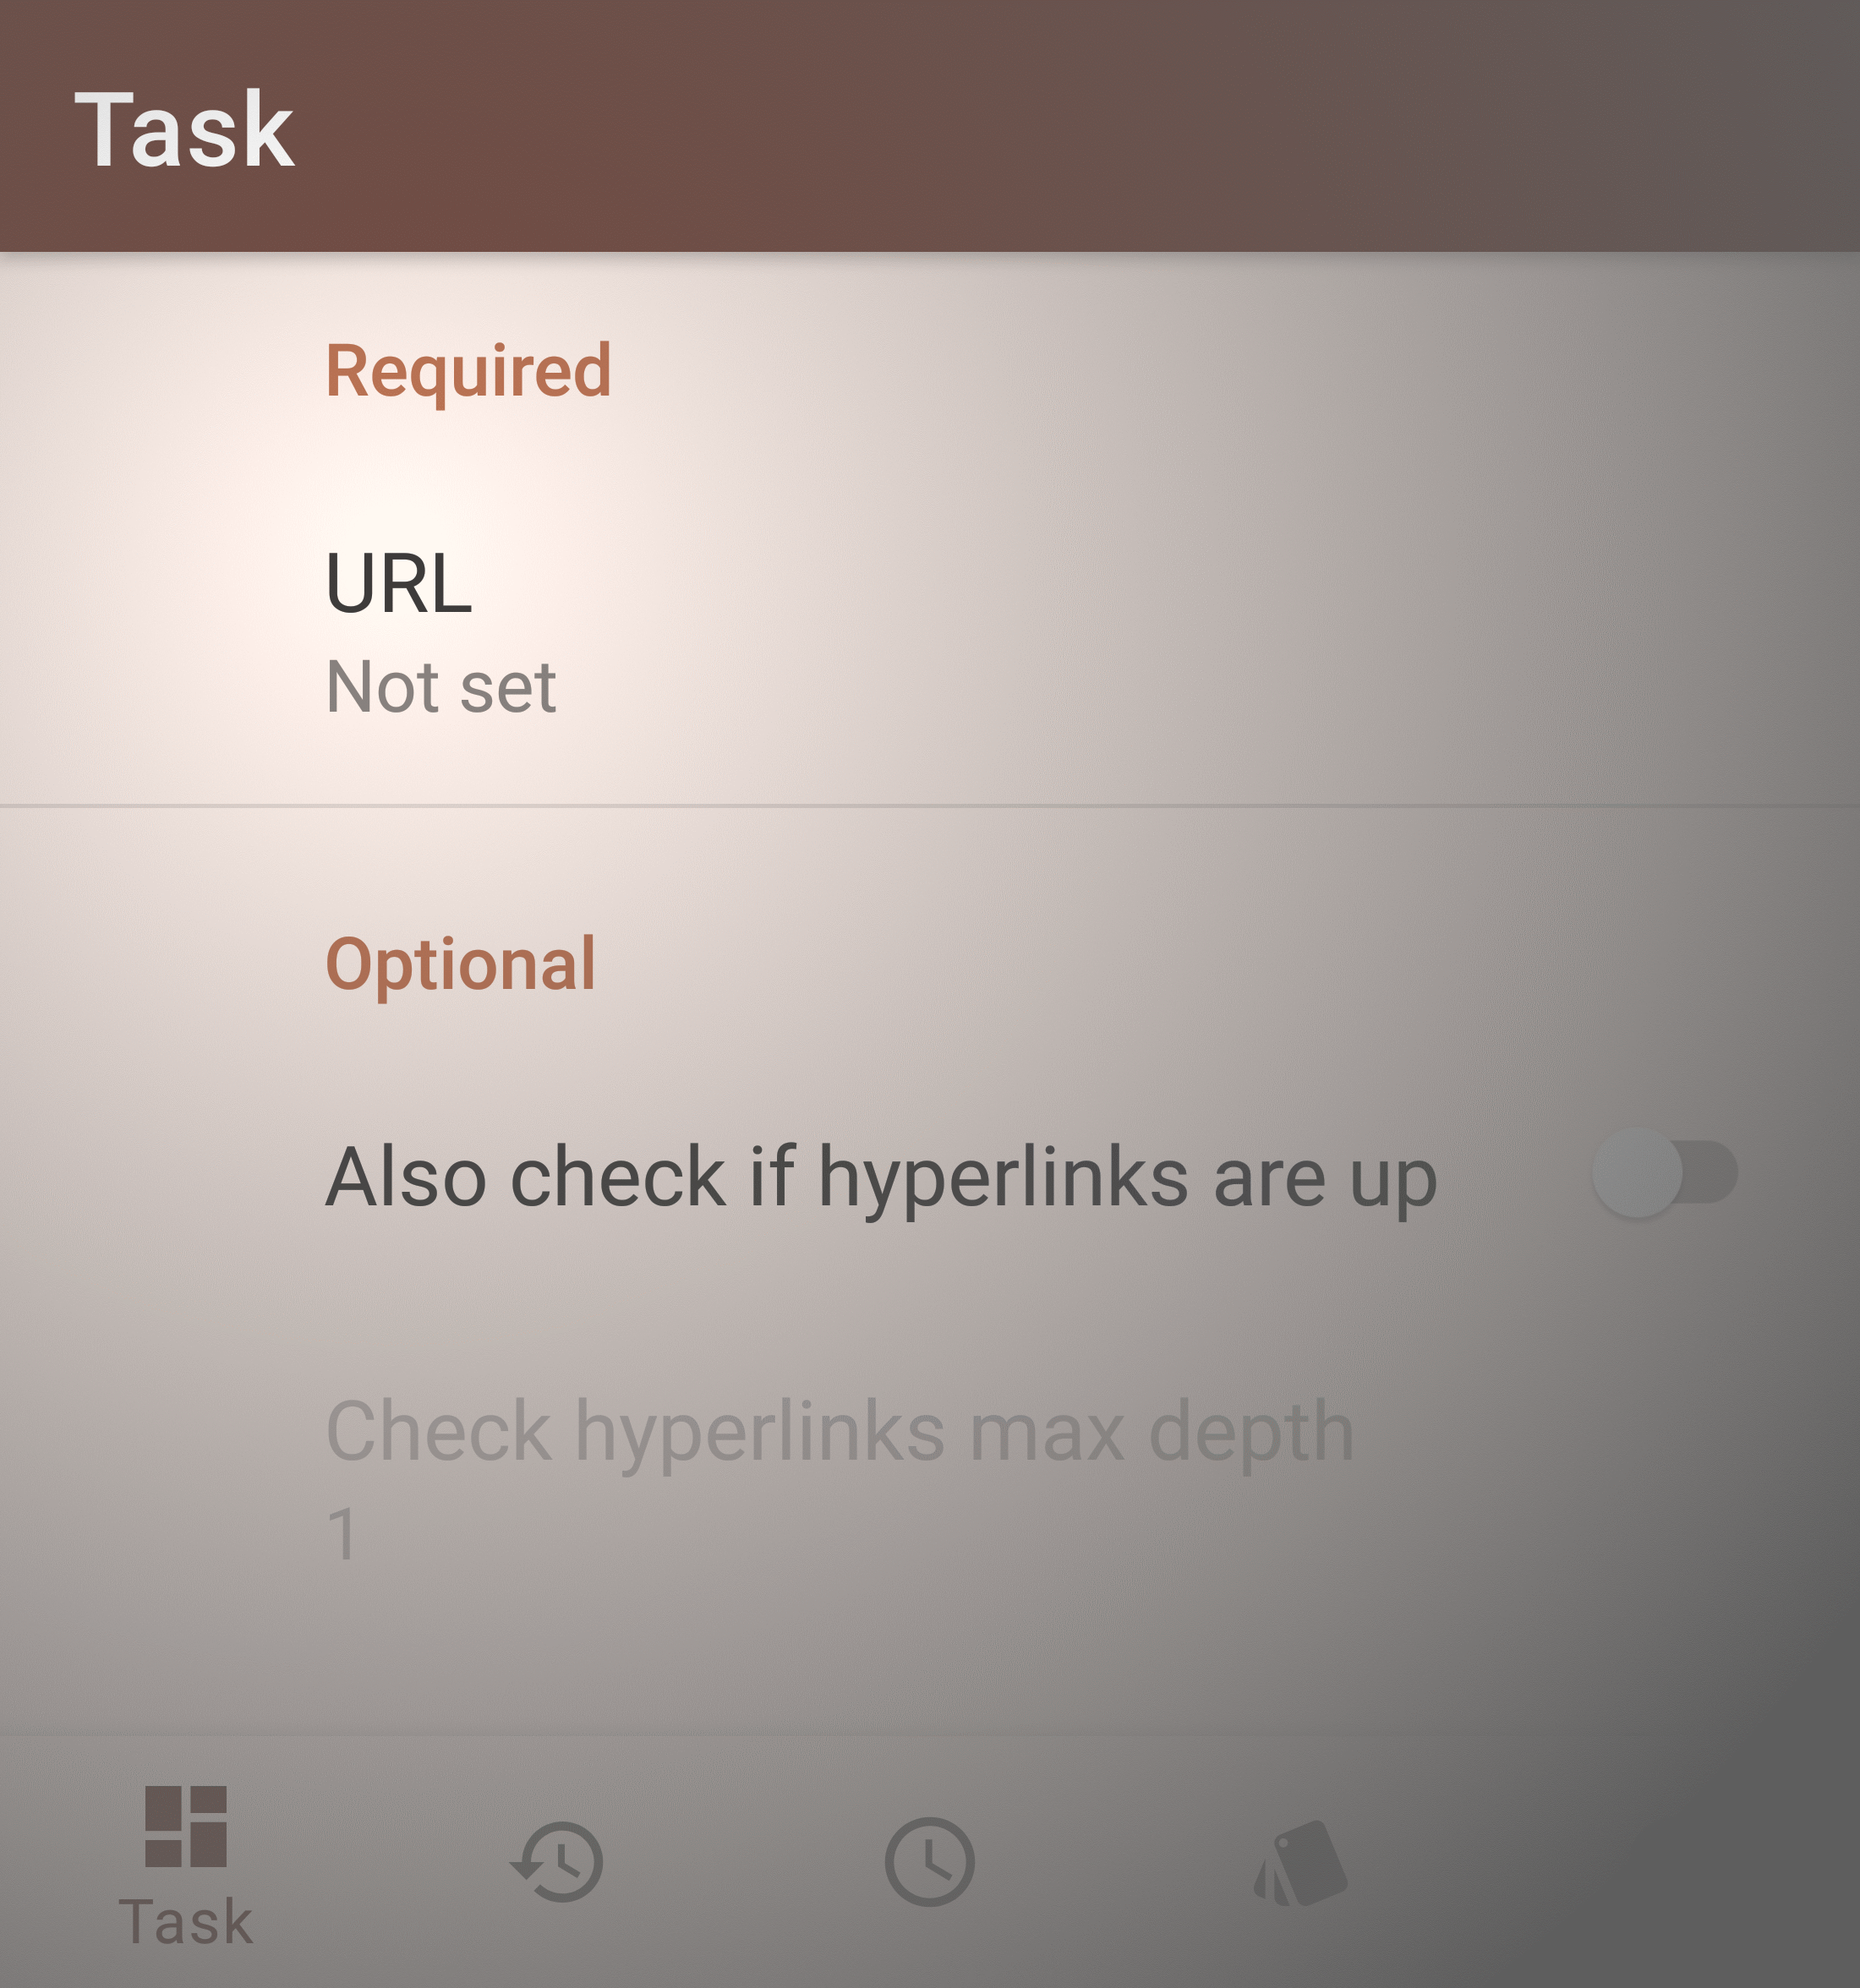 Task
Required
URL
Not set
Optional
Also check if hyperlinks are up
Check hyperlinks max depth
1
Task